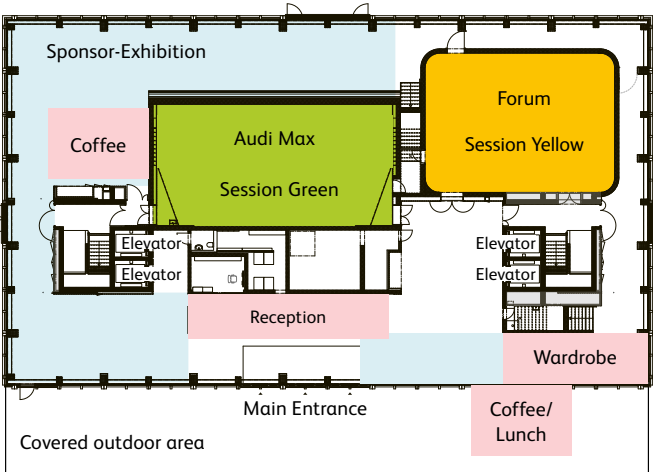 Sponsor-Exhibition
Forum
Session Yellow
Coffee
Audi Max
Session Green
Elevator
Elevator
Elevator
Elevator
Reception
Wardrobe
Main Entrance
Coffee/
Lunch
Covered outdoor area